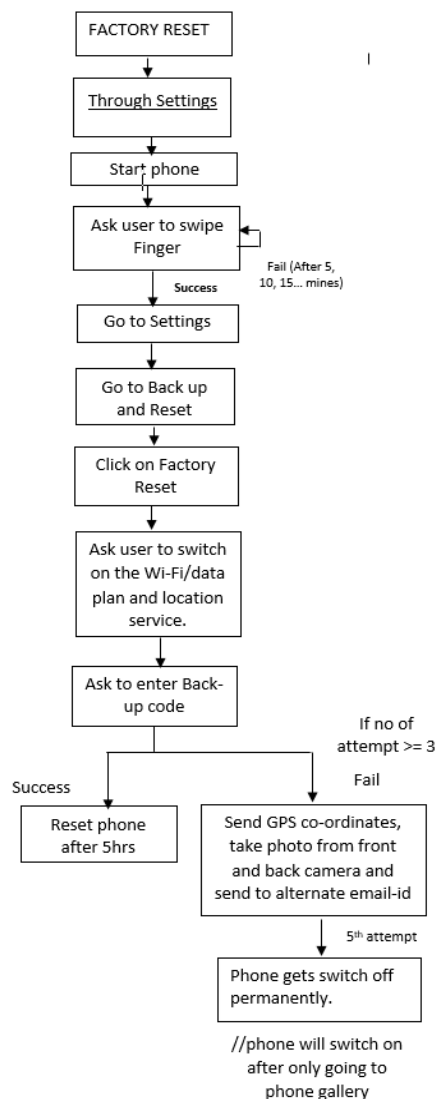 FACTORY RESET
Through Settings
Start phone
Ask user to swipe
Finger
Fail (After 5,
10, 15... mines)
Success
Go to Settings
Go to Back up
and Reset
Click on Factory
Reset
Ask user to switch
on the Wi-Fi/data
plan and location
service.
Ask to enter Back-
up code
If no of
attempt >= 3
Fail
Success
Reset phone
after 5hrs
Send GPS co-ordinates,
take photo from front
and back camera and
send to alternate email-id
5th attempt
Phone gets switch off
permanently.
//phone will switch on
after only going to
phone gallery